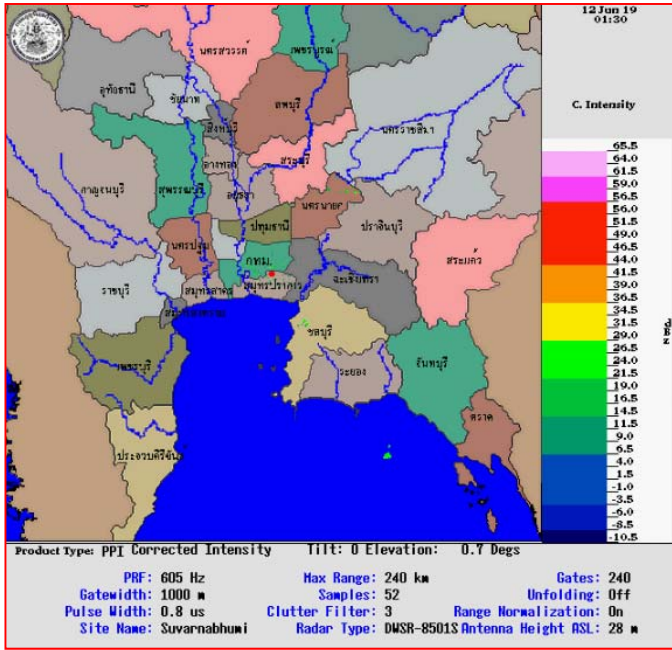 12 Jun 19
01:30
C. Intensity
นครสวรรค์
เพชรบูรณ์
อุทัยธานี
ชัยนาท
ลพบุรี
สิงหบุรี
นครราชสีมา
อ่างทอง
สระบุรี
กาญจนบุรี
สุพรรณบุรี
อยุธยา
นครนายก
ปราจีนบุรี
ปทุมธานี
นครปฐม
สระแก้ว
กทม.
ราชบุรี
สมุทรสาคร
สมุทรปราการ
ฉะเชิงเทรา
ชลบุรี
เพชรบุรี
ระยอง
จันทบุรี
ตราด
ประจวบคีรีขันธ์
65.5
64.0
61.5
59.0
56.5
56.0
51.5
49.0
46.5
44.0
41.5
39.0
36.5
34.0
31.5
29.0
26.5
24.0
21.5
19.0
16.5
14.0
11.5
9.0
6.5
4.0
1.5
-1.0
-3.5
-6.0
-8.5
-10.5
Product Type: PPI Corrected Intensity Tilt: 0 Elevation: 0.7 Degs
PRF: 605 Hz Max Range: 240 km Gates: 240
Gatewidth: 1000 m Samples: 52 Unfolding: Off
Pulse Width: 0.8 us Clutter Filter: 3 Range Normalization: On
Site Name: Suvarnabhumi Radar Type: DWSR-8501S Antenna Height ASL: 28 m